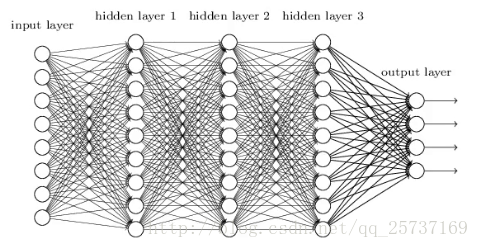 hidden layer 1 hidden layer 2 hidden layer 3
input layer
output layer
http://blog.csdn.net/qq_25737169